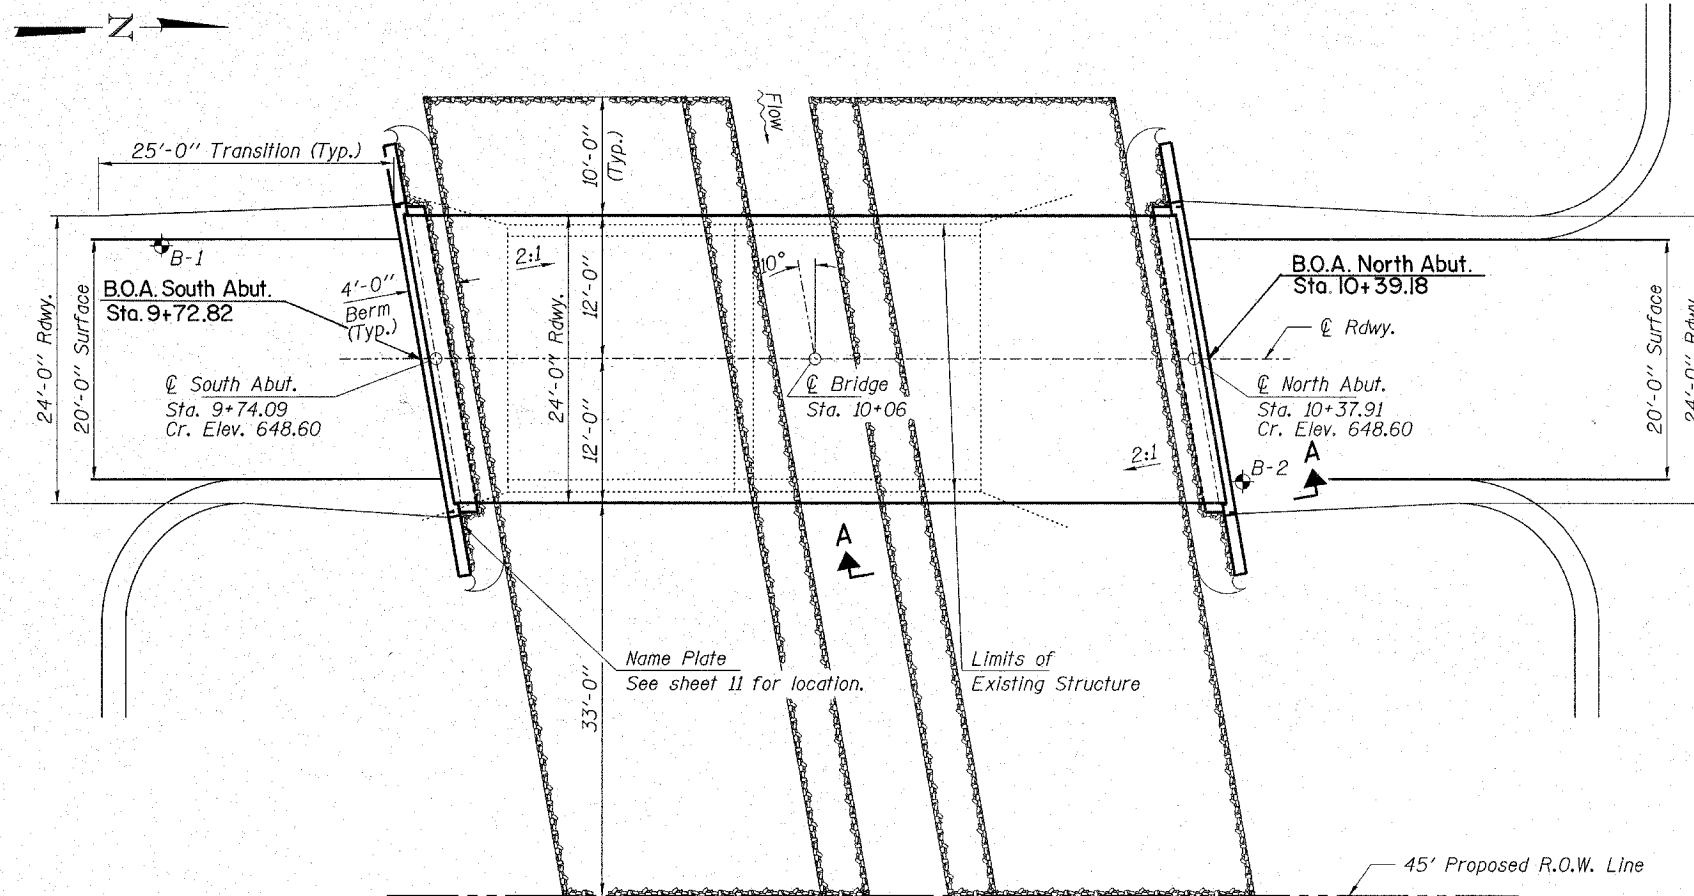 N
Flow
25'-0" Transition (Typ.)
10'-0"
(Typ.)
B-1
2:1
10°
B.O.A. South Abut.
Sta. 9+72.82
4'-0"
Berm
(Typ.)
24'-0" Rdwy.
20'-0" Surface
24'-0" Rdwy.
12'-0"
12'-0"
B.O.A. North Abut.
Sta. 10+39.18
℄ Rdwy.
20'-0" Surface
24'-0" Rdwy.
℄ South Abut.
Sta. 9+74.09
Cr. Elev. 648.60
℄ Bridge
Sta. 10+06
℄ North Abut.
Sta. 10+37.91
Cr. Elev. 648.60
2:1
B-2
A
A
Name Plate
See sheet 11 for location.
Limits of
Existing Structure
33'-0"
45' Proposed R.O.W. Line